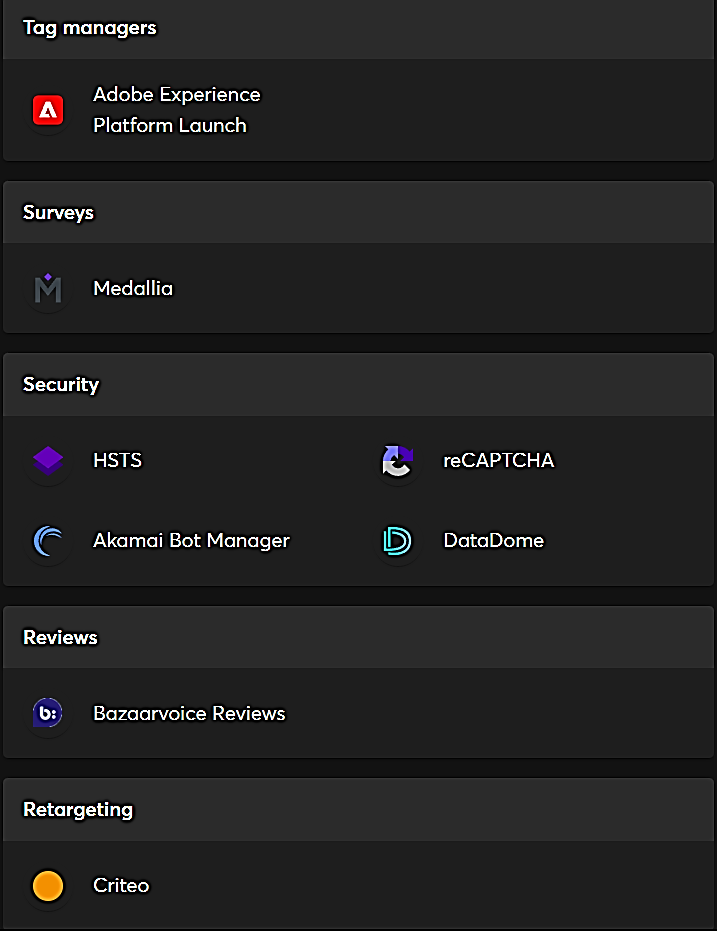 Tag managers
Adobe Experience
Platform Launch
Surveys
Medallia
Security
HSTS
reCAPTCHA
Akamai Bot Manager
DataDome
Reviews
b:
Bazaarvoice Reviews
Retargeting
Criteo